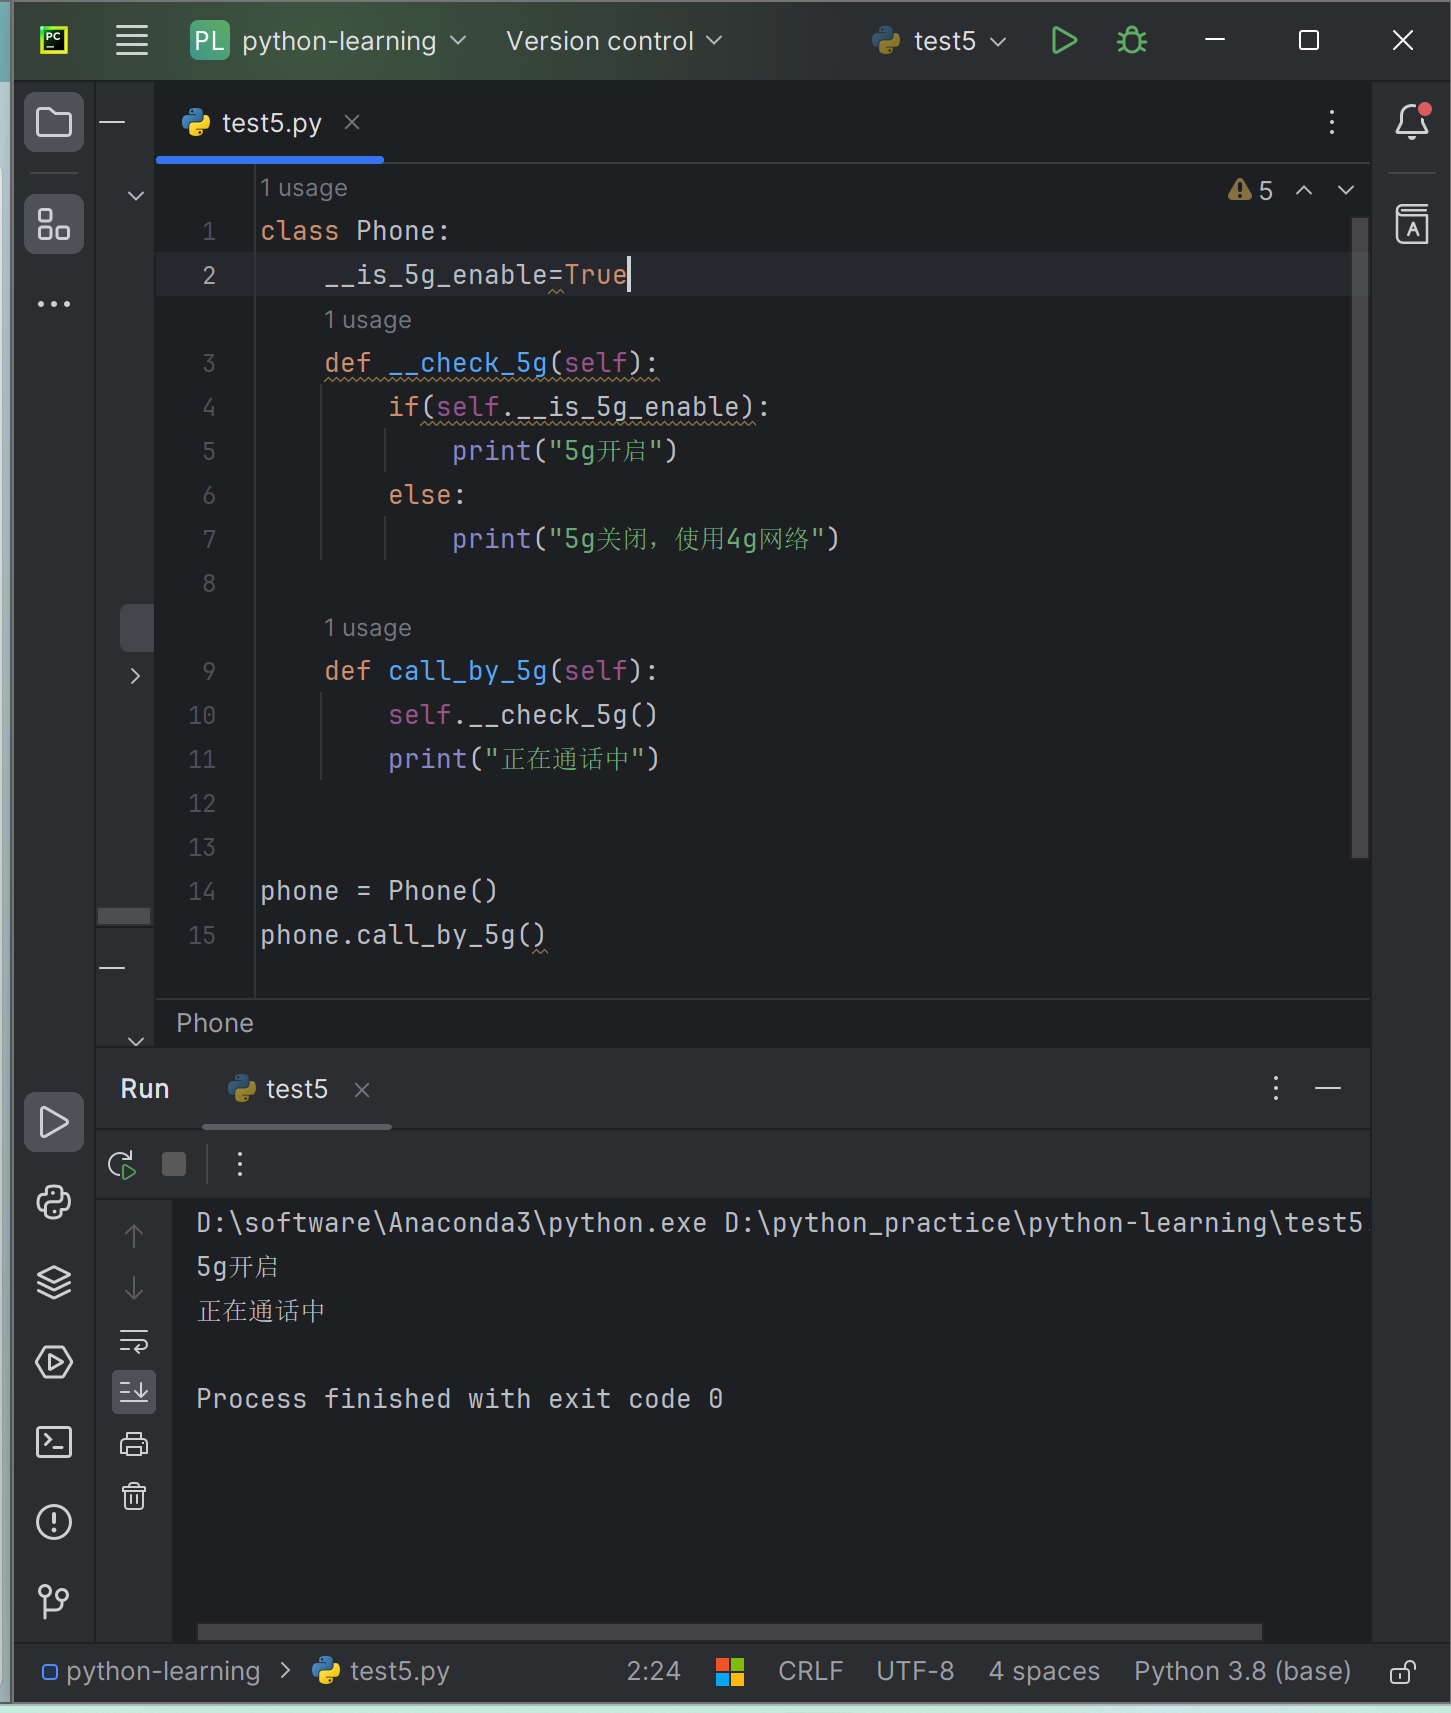 PC
PL python-learning Version control test5
test5.py
1 usage
5
1 class Phone:
2 __is_5g_enable=True
1 usage
3 def __check_5g(self):
4 if(self.__is_5g_enable):
5 print("5g开启")
6 else:
7 print("5g关闭，使用4g网络")
8
1 usage
9 def call_by_5g(self):
10 self.__check_5g()
11 print("正在通话中")
12
13
14 phone = Phone()
15 phone.call_by_5g()
Phone
Run test5
D:\software\Anaconda3\python.exe D:\python_practice\python-learning\test5
5g开启
正在通话中
Process finished with exit code 0
python-learning > test5.py 2:24 CRLF UTF-8 4 spaces Python 3.8 (base)